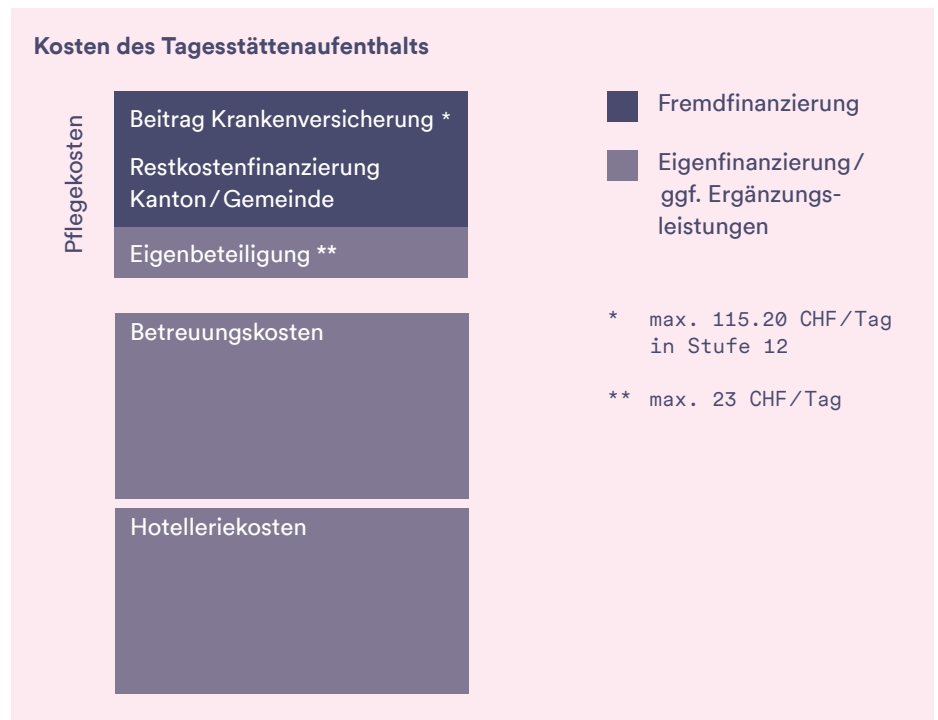 Kosten des Tagesstättenaufenthalts
Pflegekosten
Beitrag Krankenversicherung *
Restkostenfinanzierung
Kanton/Gemeinde
Eigenbeteiligung **
Betreuungskosten
Hotelleriekosten
Fremdfinanzierung
Eigenfinanzierung/
ggf. Ergänzungs-
leistungen
* max. 115.20 CHF/Tag
in Stufe 12
** max. 23 CHF/Tag